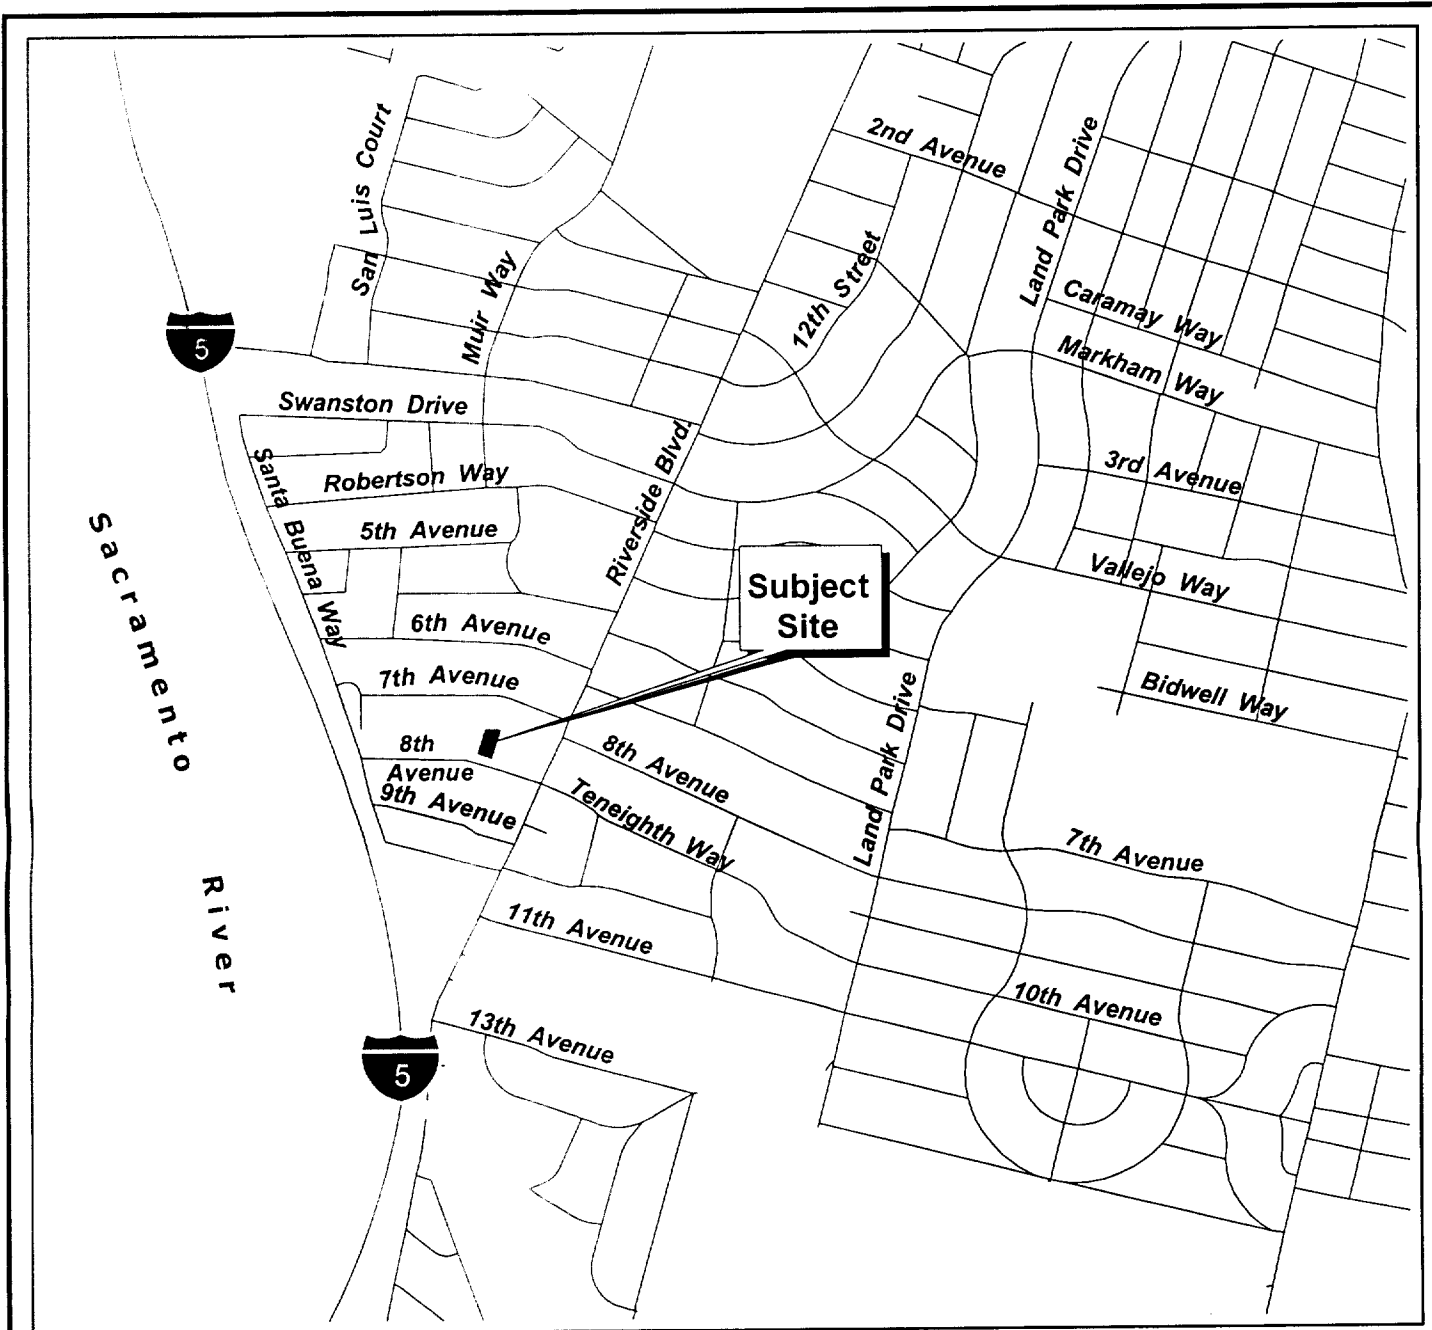 2nd Avenue
San Luis Court
Land Park Drive
12th Street
Muir Way
Caramay Way
Markham Way
5
Swanston Drive
Riverside Blvd.
Santa Buena Way
Robertson Way
3rd Avenue
5th Avenue
Vallejo Way
Subject
Site
6th Avenue
7th Avenue
Bidwell Way
Sacramento
River
8th
Avenue
8th Avenue
Land Park Drive
9th Avenue
Teneighth Way
7th Avenue
11th Avenue
10th Avenue
13th Avenue
5